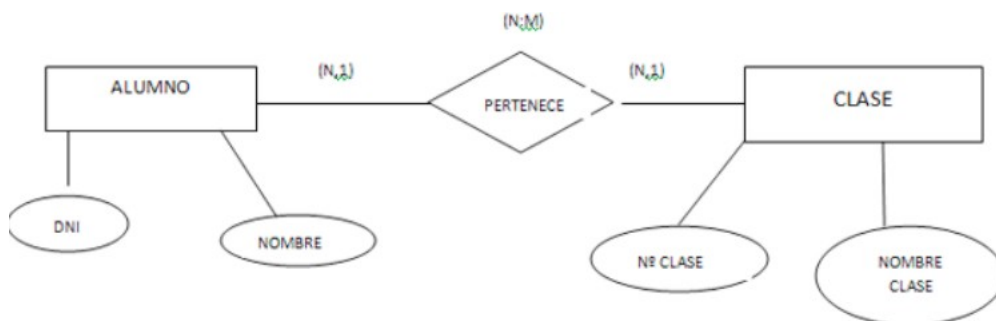 (N:M)
(N,1)
(N,1)
ALUMNO
PERTENECE
CLASE
DNI
NOMBRE
Nº CLASE
NOMBRE
CLASE